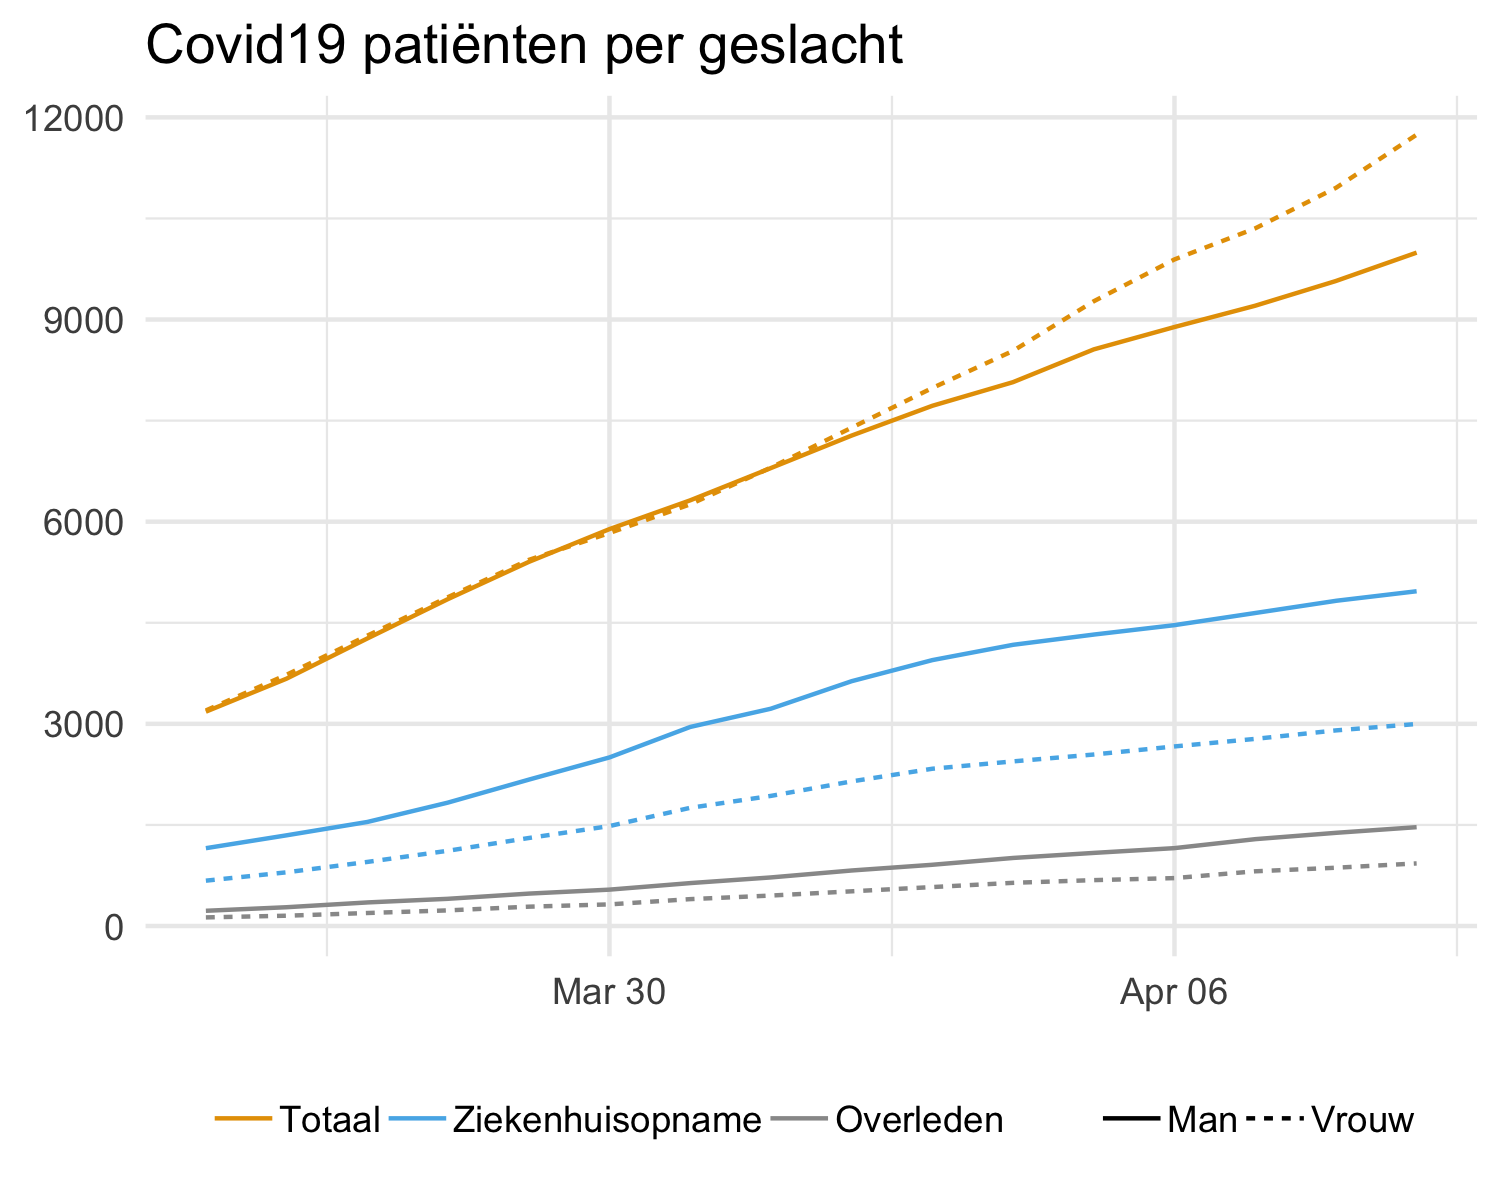 Covid19 patiënten per geslacht
12000
9000
6000
3000
0
Mar 30 Apr 06
Totaal Ziekenhuisopname Overleden Man Vrouw